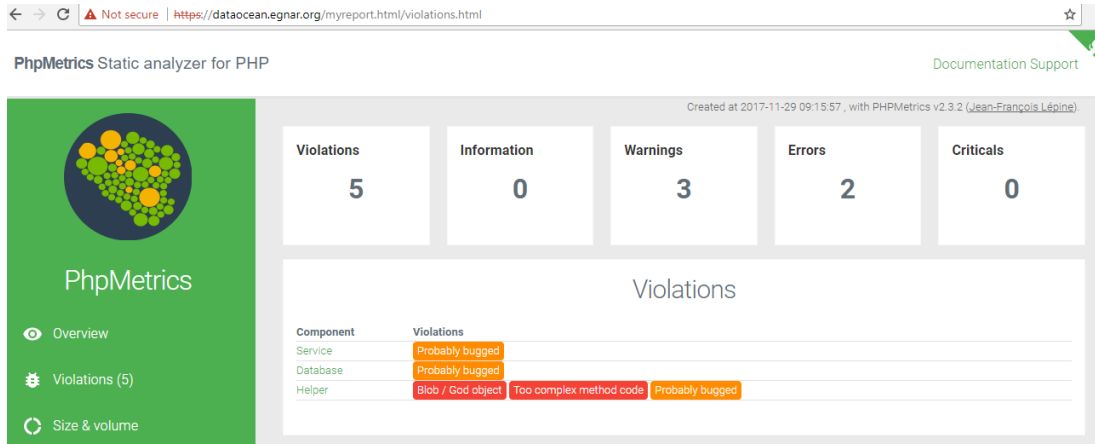 Not secure | https://dataocean.egnar.org/myreport.html/violations.html
PhpMetrics Static analyzer for PHP
Documentation Support
Created at 2017-11-29 09:15:57 , with PHPMetrics v2.3.2 (Jean-François Lépine).
Violations Information Warnings Errors Criticals
5 0 3 2 0
PhpMetrics
Overview
Violations (5)
Size & volume
Violations
Component Violations
Service Probably bugged
Database Probably bugged
Helper Blob / God object Too complex method code Probably bugged